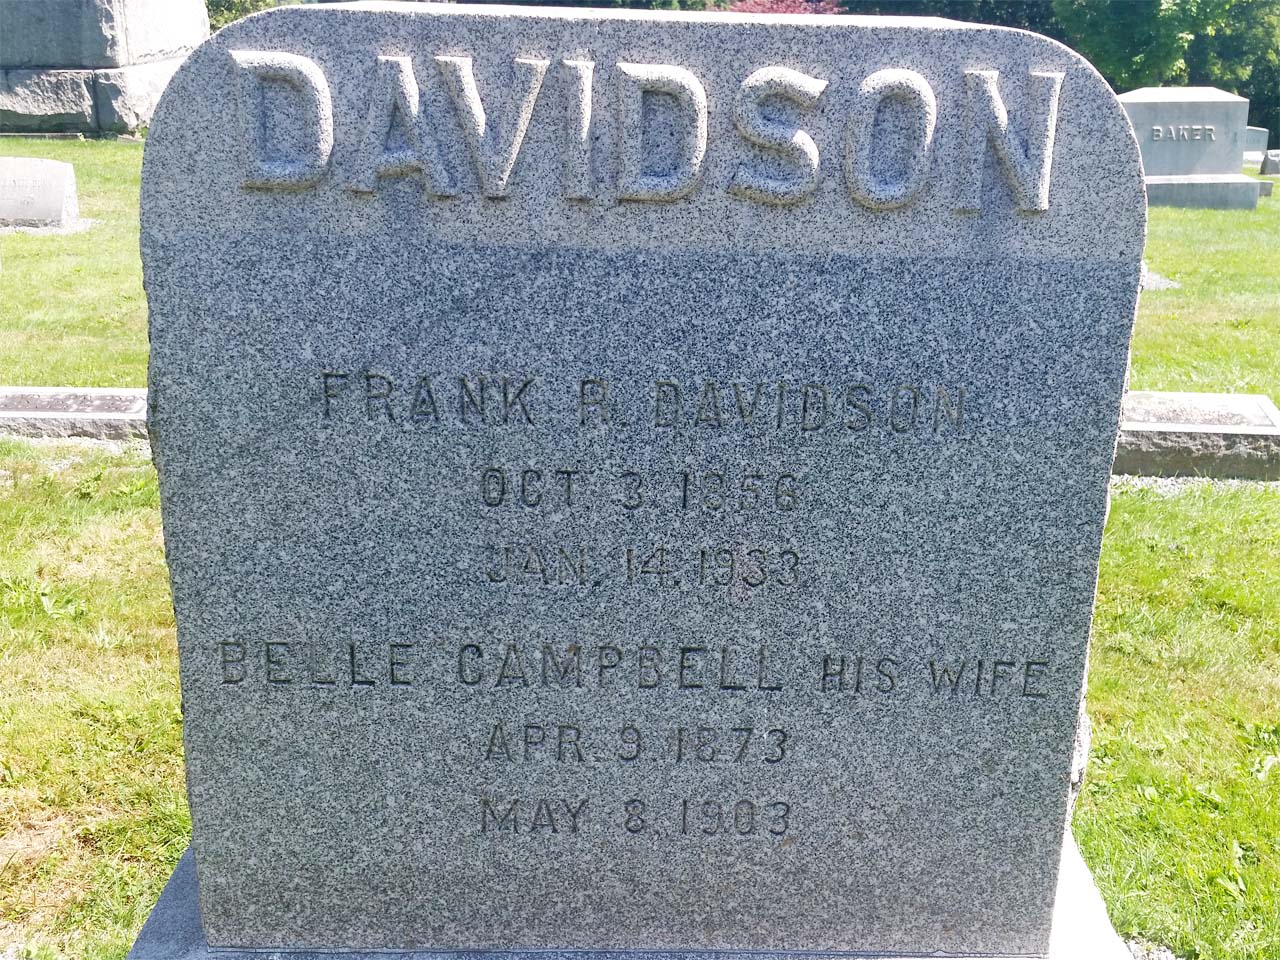 DAVIDSON
BAKER
FRANK R. DAVIDSON
OCT 3, 1856
JAN. 14, 1933
BELLE CAMPBELL HIS WIFE
APR. 9, 1873
MAY 8, 1903